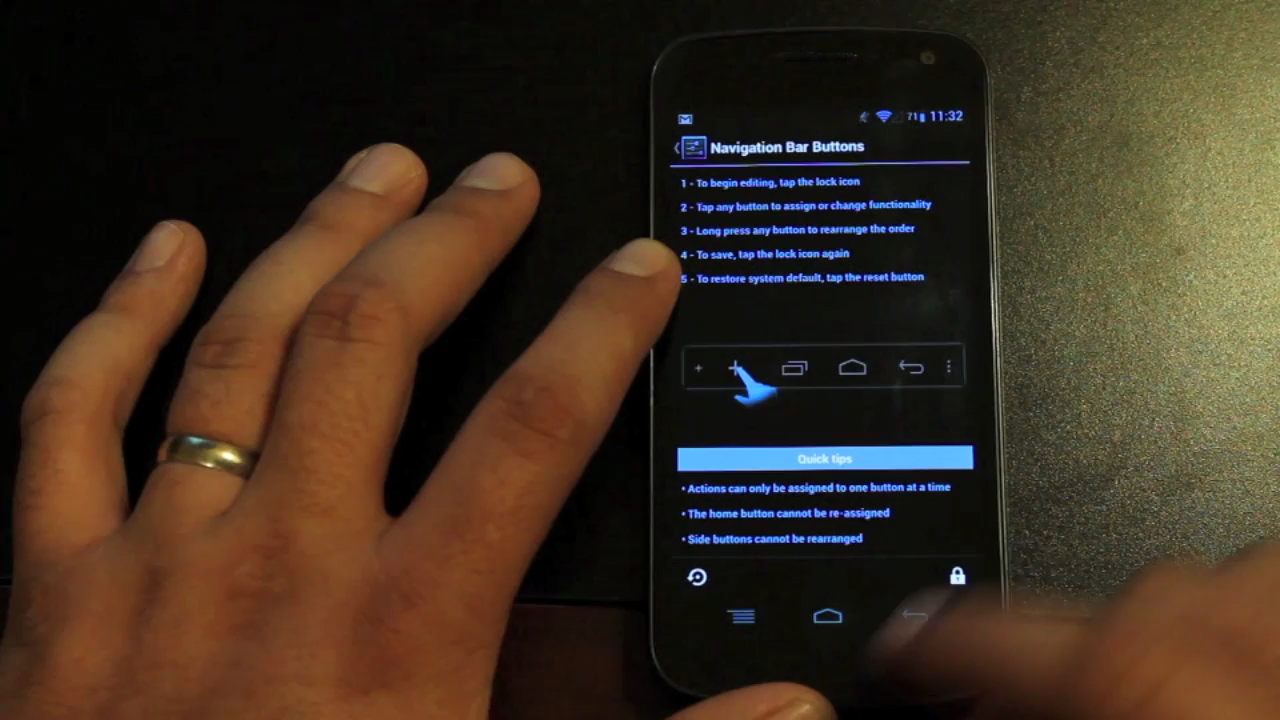 71 11:32
Navigation Bar Buttons
1 - To begin editing, tap the lock icon
2 - Tap any button to assign or change functionality
3 - Long press any button to rearrange the order
4 - To save, tap the lock icon again
5 - To restore system default, tap the reset button
Quick tips
• Actions can only be assigned to one button at a time
• The home button cannot be re-assigned
• Side buttons cannot be rearranged